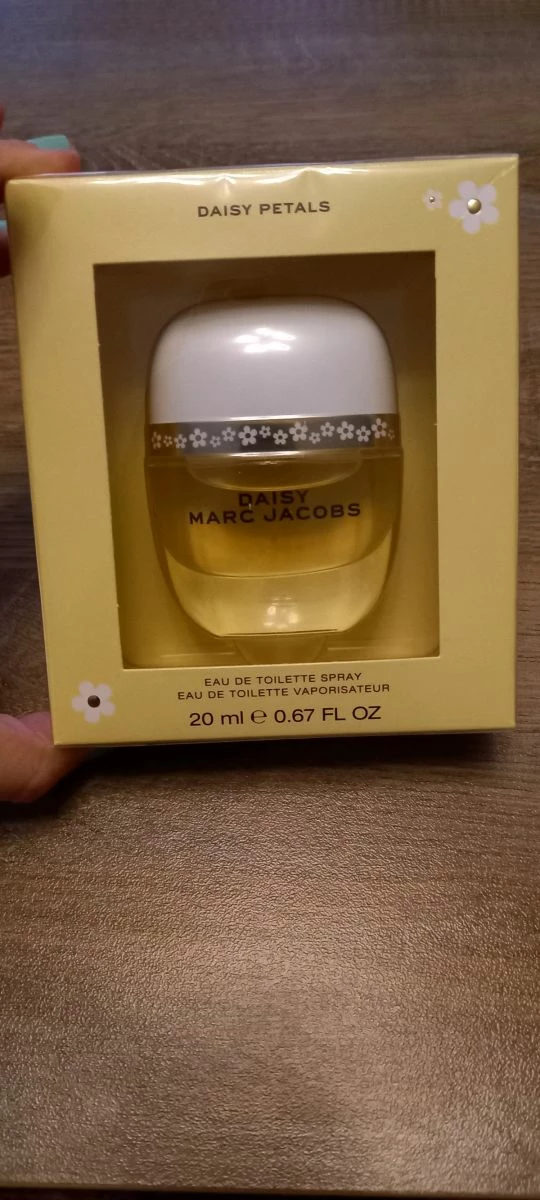 DAISY PETALS
DAISY
MARC JACOBS
EAU DE TOILETTE SPRAY
EAU DE TOILETTE VAPORISATEUR
20 ml ℮ 0.67 FL OZ